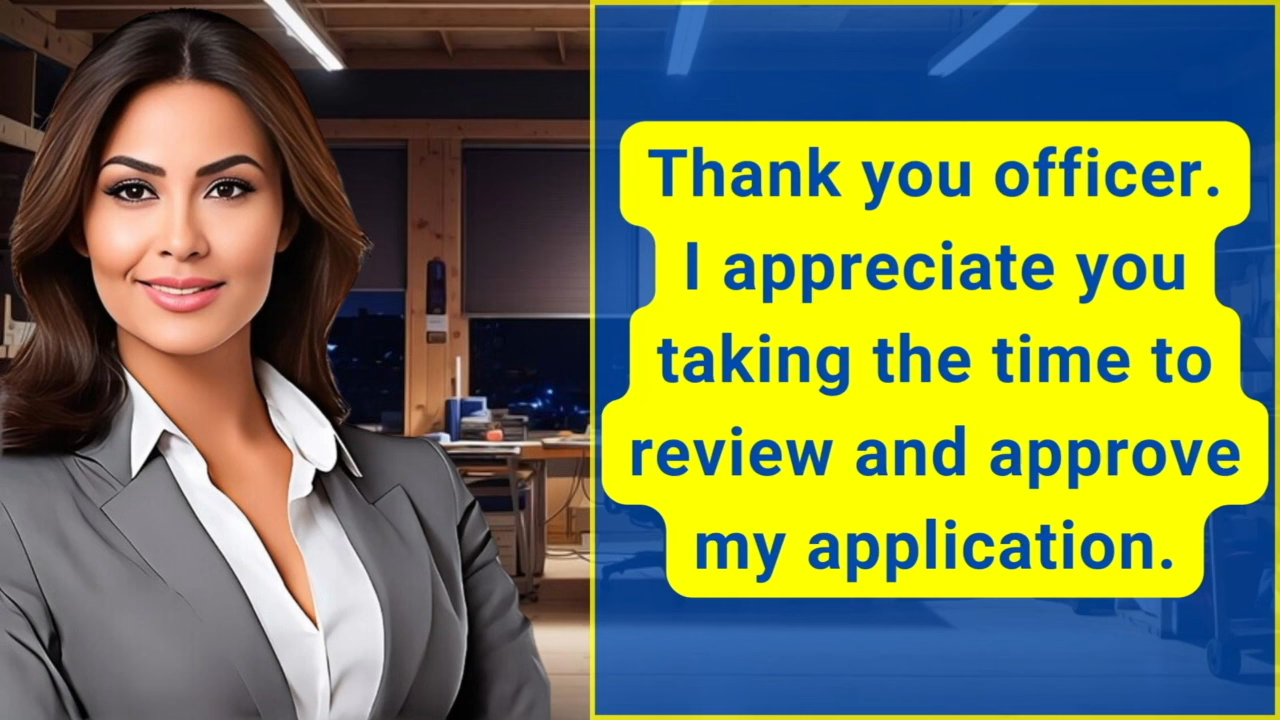 Thank you officer.
I appreciate you
taking the time to
review and approve
my application.